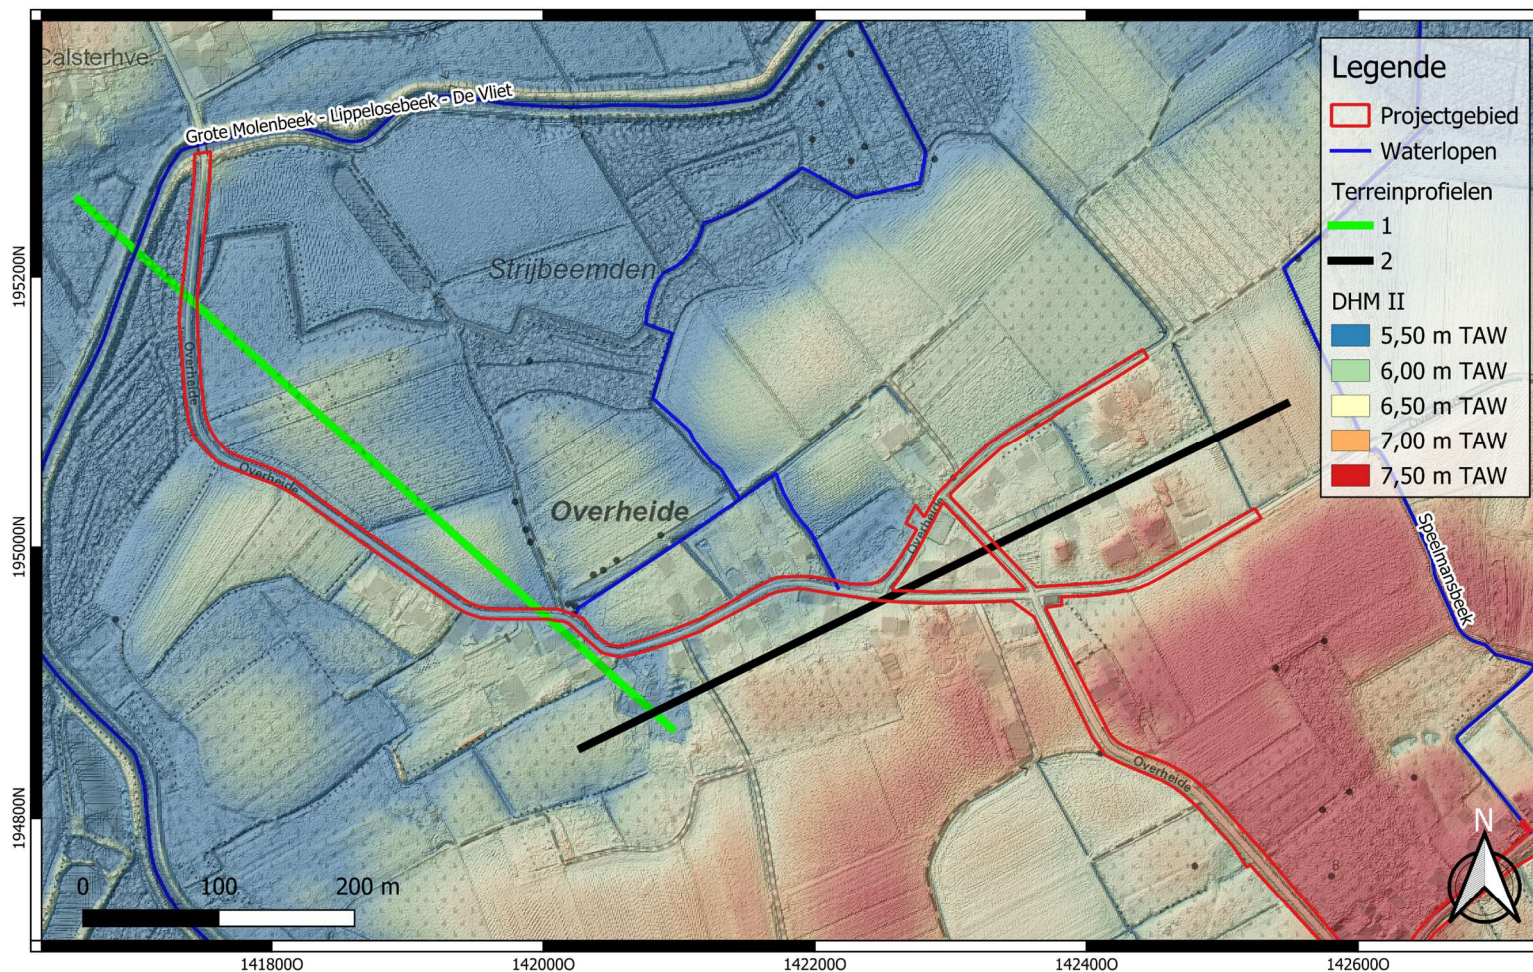 Calsterhve.
Grote Molenbeek - Lippelosebeek - De Vliet
Legende
Projectgebied
Waterlopen
Terreinprofielen
1
2
DHM II
5,50 m TAW
6,00 m TAW
6,50 m TAW
7,00 m TAW
7,50 m TAW
Strijbeemden
Overheide
Overheide
Overheide
Overheide
Speelmansbeek
Overheide
195200N
195000N
194800N
0
100
200 m
N
141800O
142000O
142200O
142400O
142600O